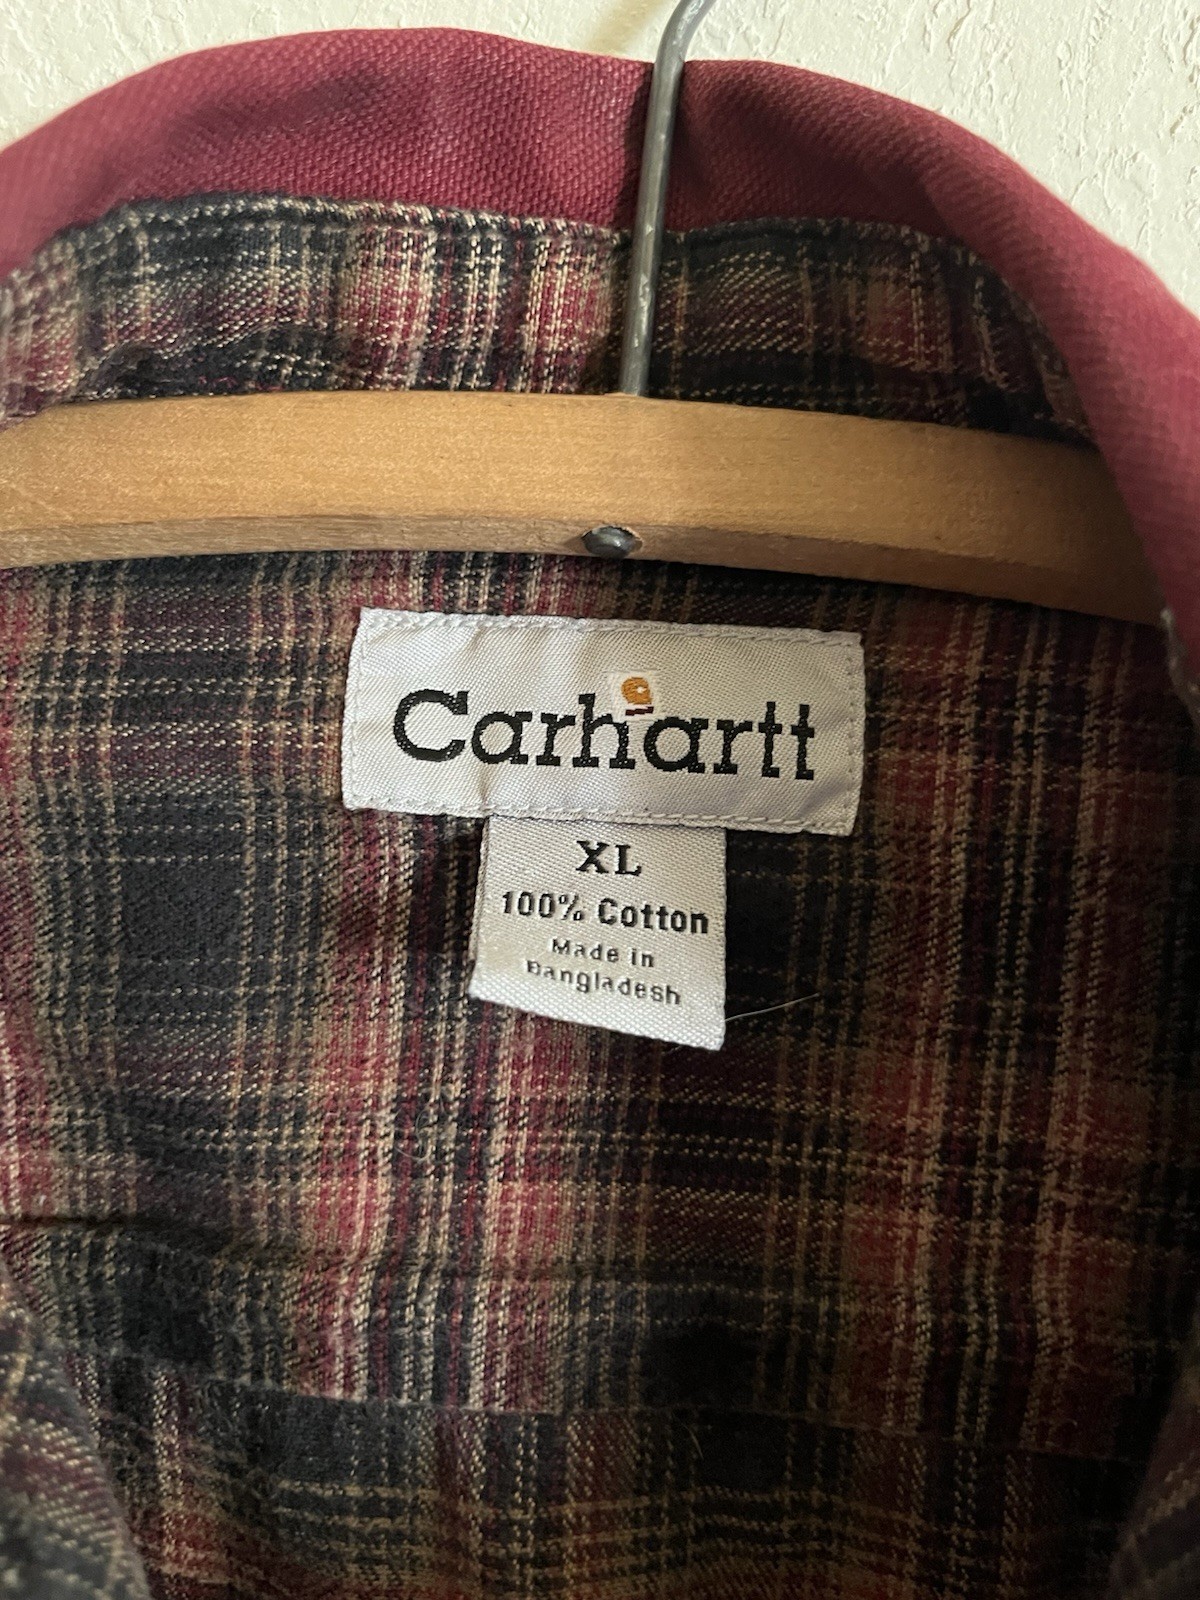 Carhartt
XL
100% Cotton
Made in
Bangladesh